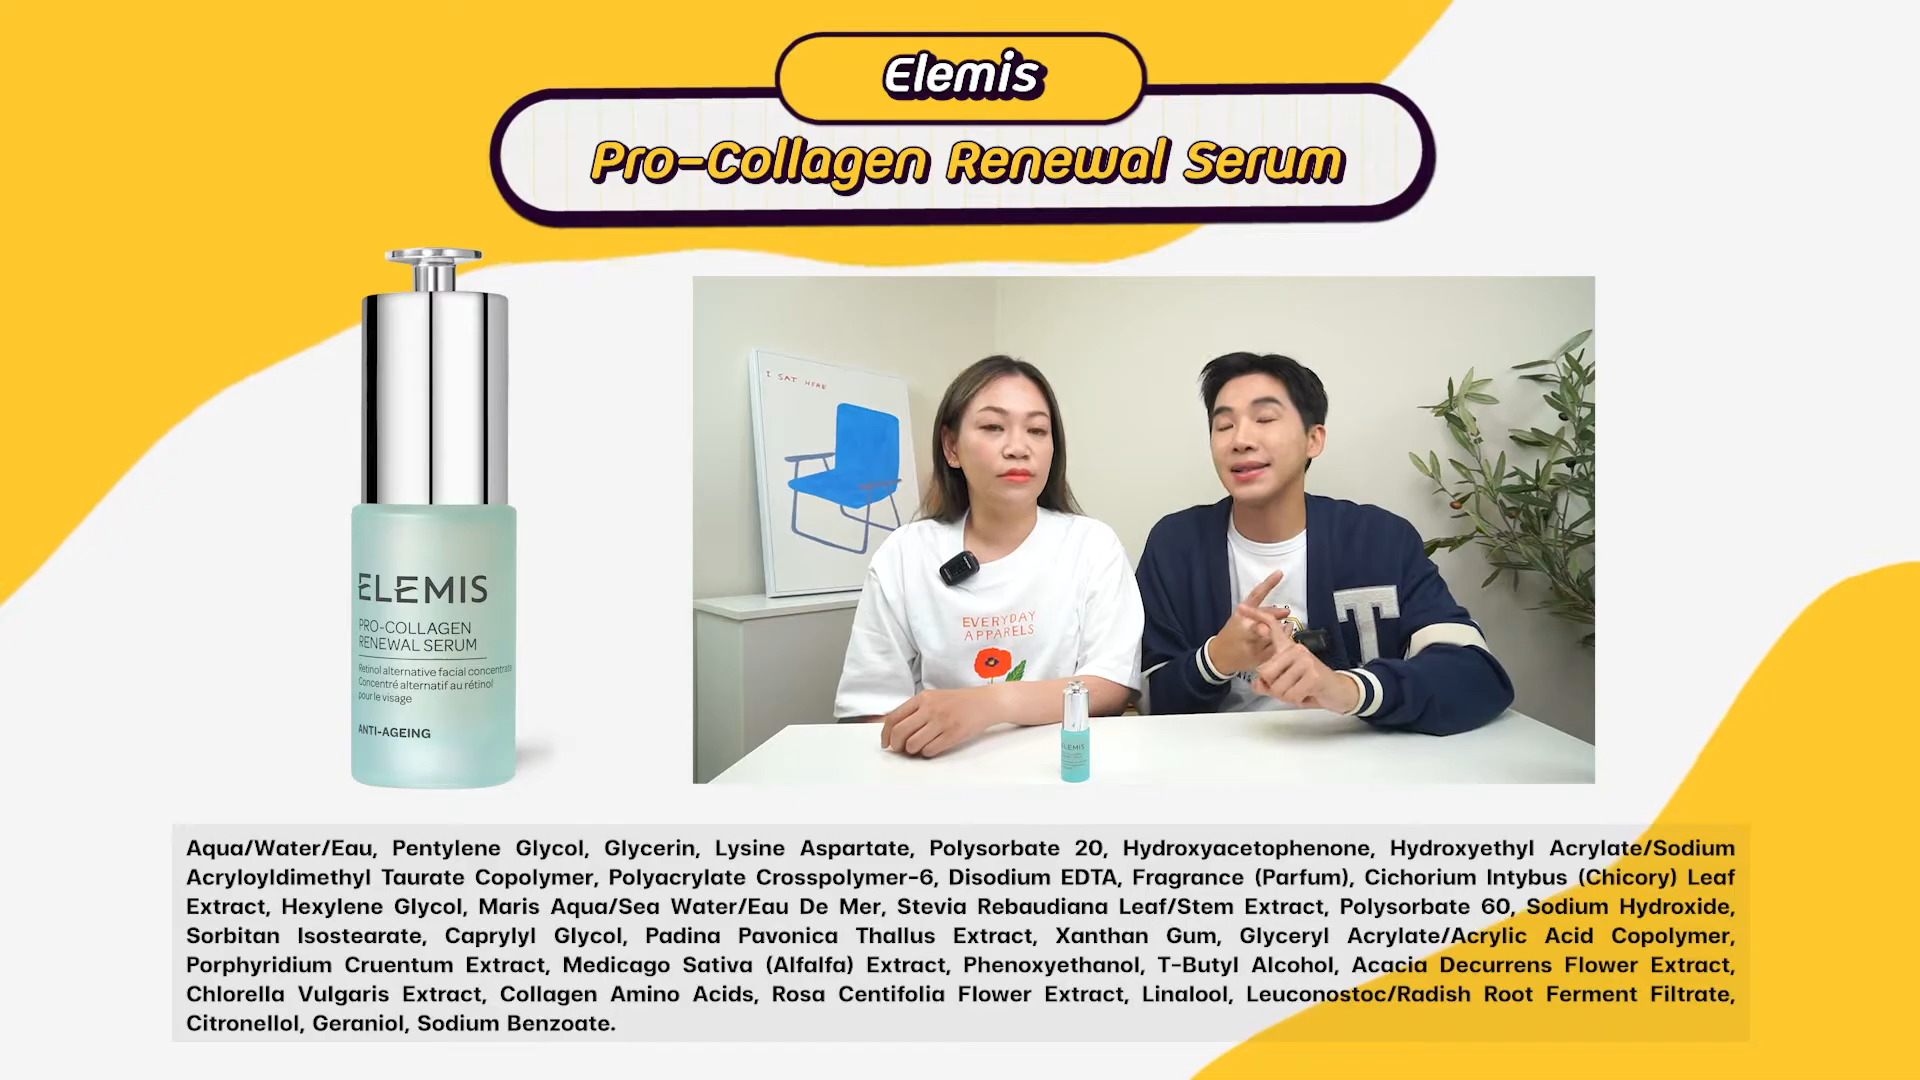 Elemis
Pro-Collagen Renewal Serum
ELEMIS
PRO-COLLAGEN
RENEWAL SERUM
Retinol alternative facial concentrate
Concentré alternatif au rétinol
pour le visage
ANTI-AGEING
I SAT HERE
EVERYDAY
APPARELS
T
ELEMIS
Aqua/Water/Eau, Pentylene Glycol, Glycerin, Lysine Aspartate, Polysorbate 20, Hydroxyacetophenone, Hydroxyethyl Acrylate/Sodium
Acryloyldimethyl Taurate Copolymer, Polyacrylate Crosspolymer-6, Disodium EDTA, Fragrance (Parfum), Cichorium Intybus (Chicory) Leaf
Extract, Hexylene Glycol, Maris Aqua/Sea Water/Eau De Mer, Stevia Rebaudiana Leaf/Stem Extract, Polysorbate 60, Sodium Hydroxide,
Sorbitan Isostearate, Caprylyl Glycol, Padina Pavonica Thallus Extract, Xanthan Gum, Glyceryl Acrylate/Acrylic Acid Copolymer,
Porphyridium Cruentum Extract, Medicago Sativa (Alfalfa) Extract, Phenoxyethanol, T-Butyl Alcohol, Acacia Decurrens Flower Extract,
Chlorella Vulgaris Extract, Collagen Amino Acids, Rosa Centifolia Flower Extract, Linalool, Leuconostoc/Radish Root Ferment Filtrate,
Citronellol, Geraniol, Sodium Benzoate.